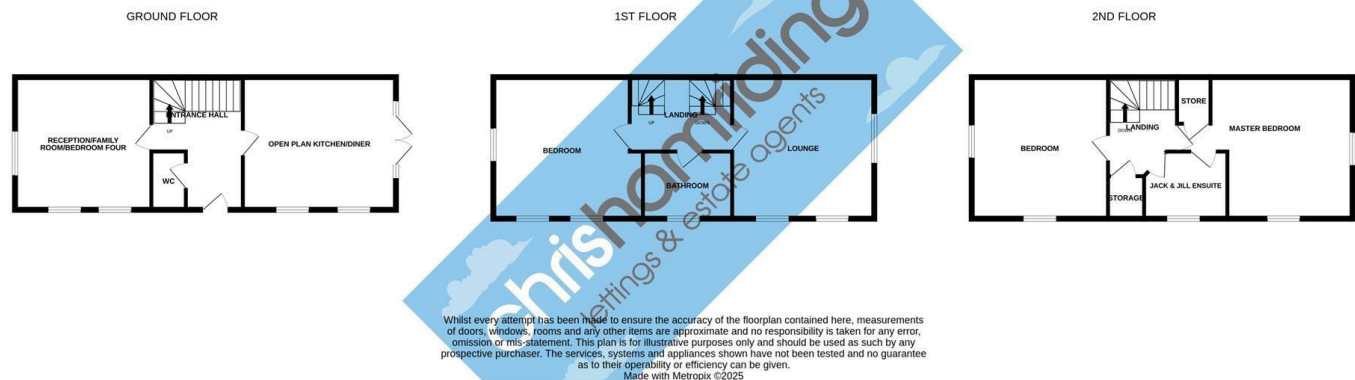 GROUND FLOOR
RECEPTION/FAMILY
ROOM/BEDROOM FOUR
ENTRANCE HALL
UP
WC
OPEN PLAN KITCHEN/DINER
1ST FLOOR
BEDROOM
LANDING
UP
DOWN
BATHROOM
LOUNGE
2ND FLOOR
BEDROOM
LANDING
DOWN
STORE
MASTER BEDROOM
JACK & JILL ENSUITE
STORAGE
chrishamriding
lettings & estate agents
Whilst every attempt has been made to ensure the accuracy of the floorplan contained here, measurements
of doors, windows, rooms and any other items are approximate and no responsibility is taken for any error,
omission or mis-statement. This plan is for illustrative purposes only and should be used as such by any
prospective purchaser. The services, systems and appliances shown have not been tested and no guarantee
as to their operability or efficiency can be given.
Made with Metropix ©2025